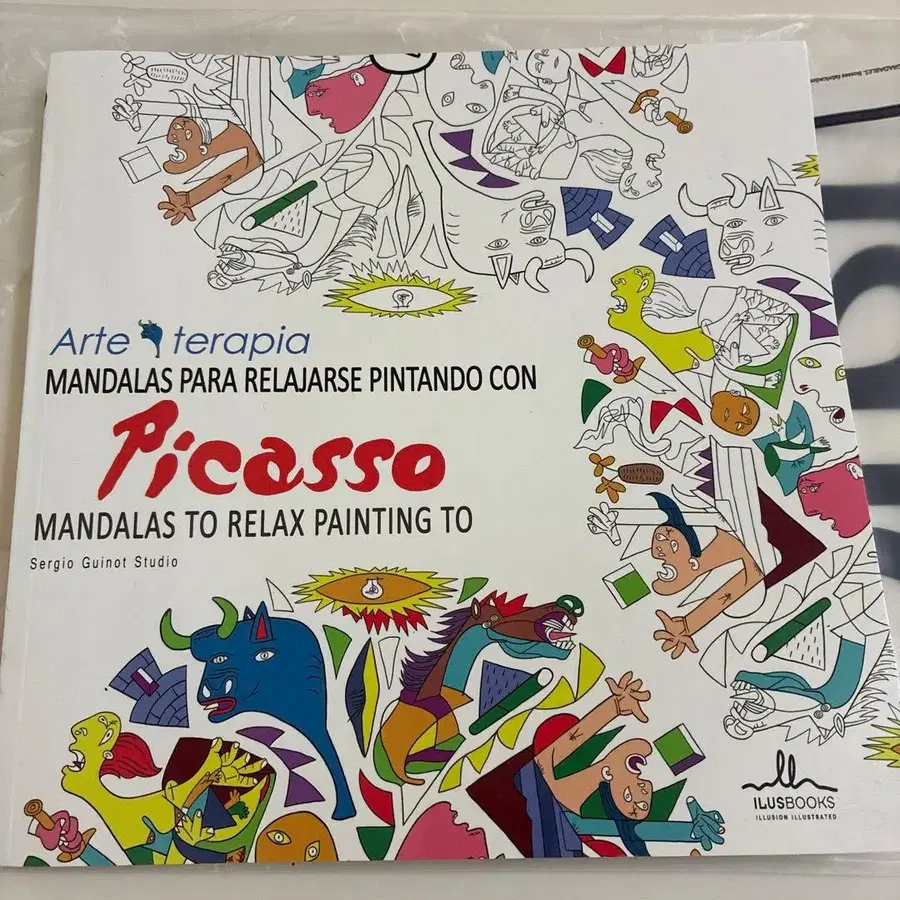 Arte terapia
MANDALAS PARA RELAJARSE PINTANDO CON
Picasso
MANDALAS TO RELAX PAINTING TO
Sergio Guinot Studio
ILUSBOOKS
ILLUSION ILLUSTRATED